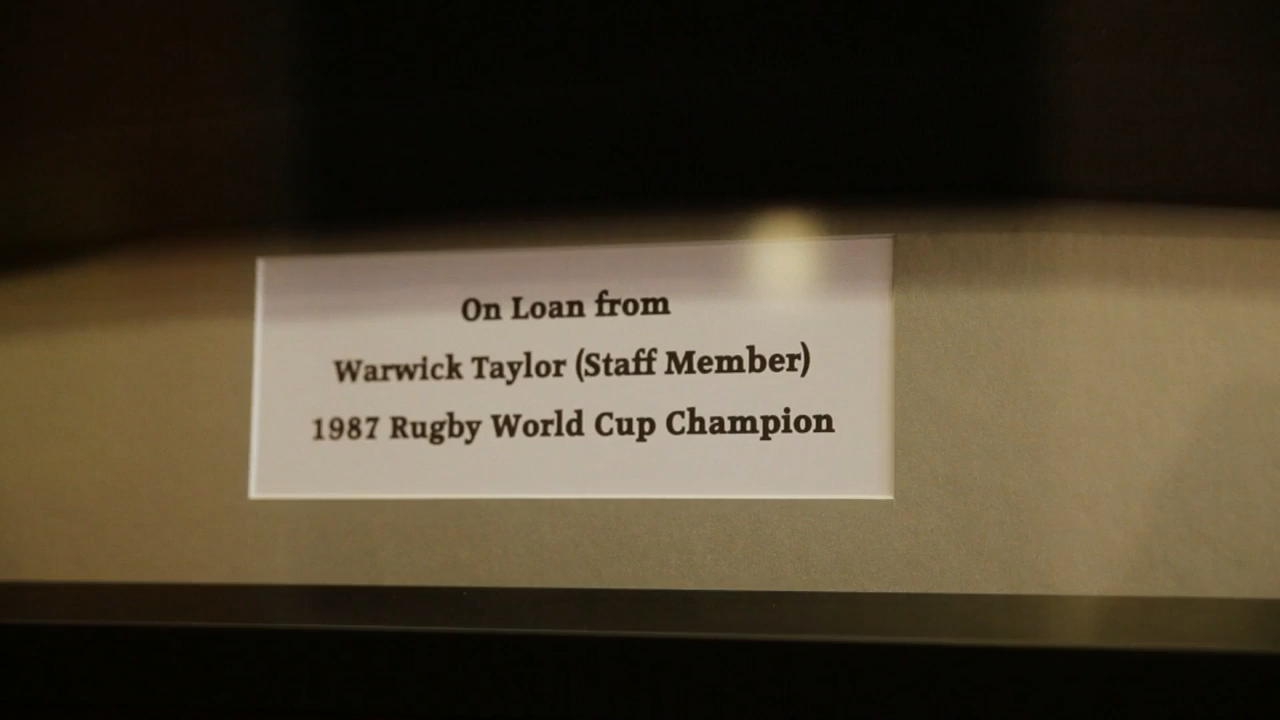 On Loan from
Warwick Taylor (Staff Member)
1987 Rugby World Cup Champion